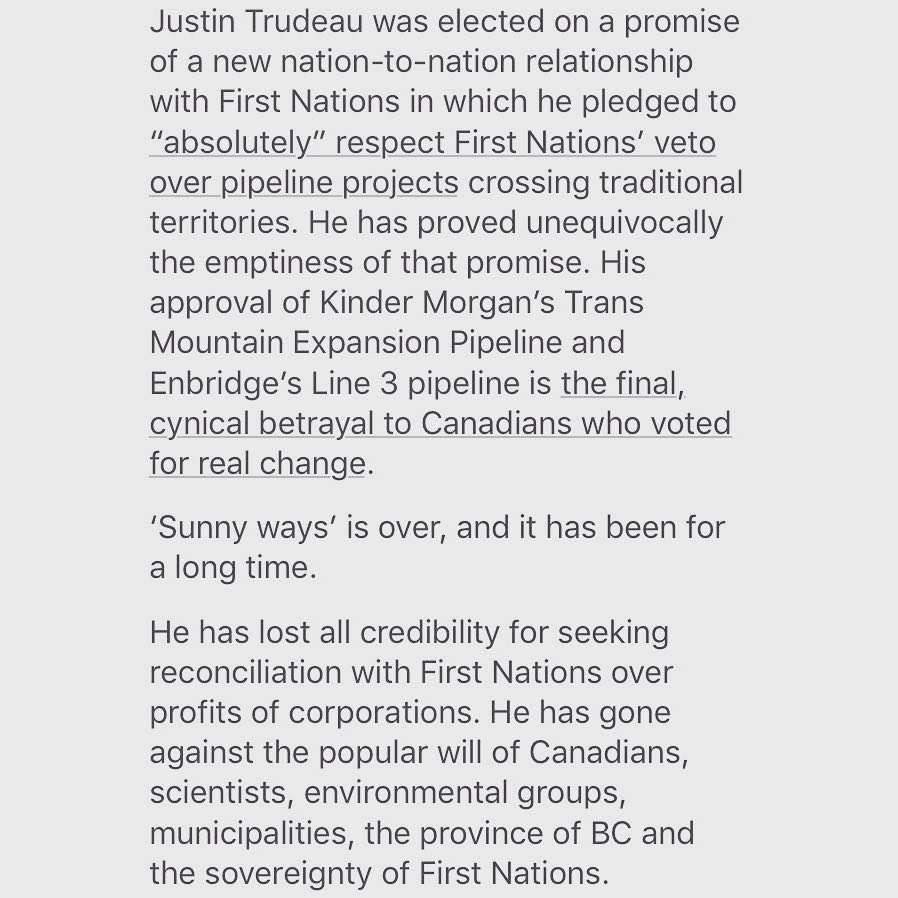 Justin Trudeau was elected on a promise
of a new nation-to-nation relationship
with First Nations in which he pledged to
“absolutely” respect First Nations’ veto
over pipeline projects crossing traditional
territories. He has proved unequivocally
the emptiness of that promise. His
approval of Kinder Morgan’s Trans
Mountain Expansion Pipeline and
Enbridge’s Line 3 pipeline is the final,
cynical betrayal to Canadians who voted
for real change.
‘Sunny ways’ is over, and it has been for
a long time.
He has lost all credibility for seeking
reconciliation with First Nations over
profits of corporations. He has gone
against the popular will of Canadians,
scientists, environmental groups,
municipalities, the province of BC and
the sovereignty of First Nations.